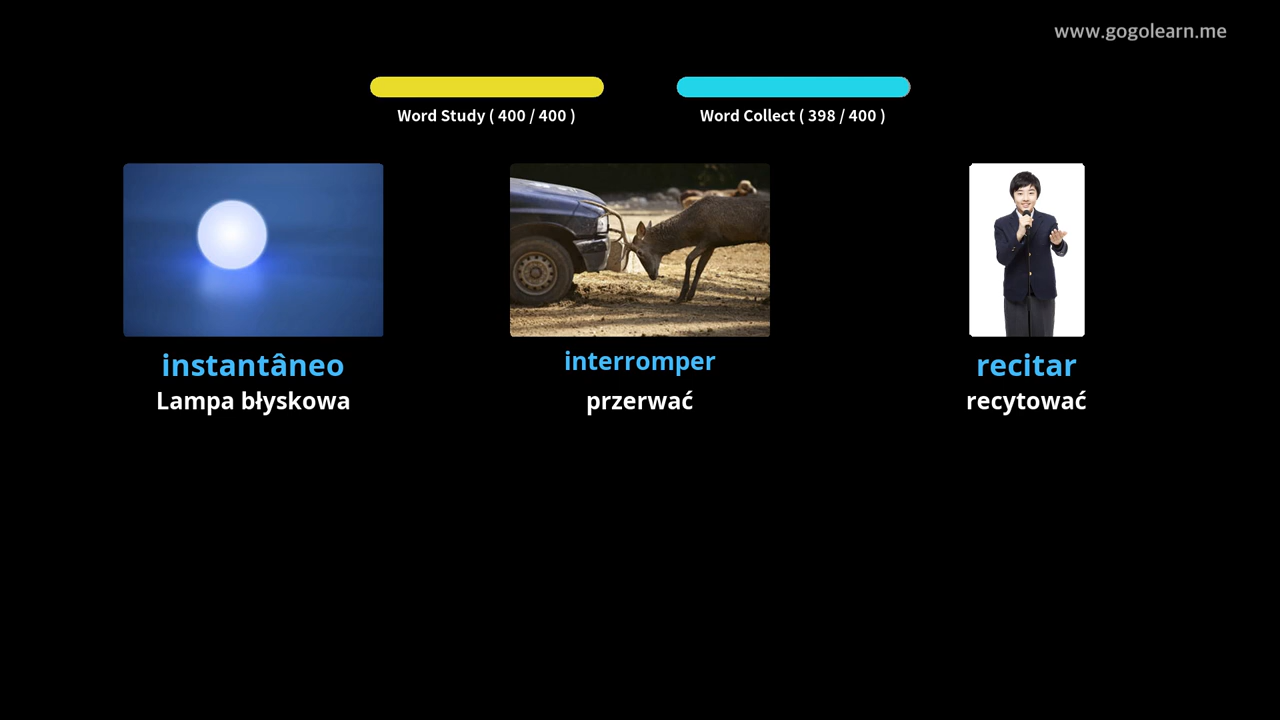 www.gogolearn.me
Word Study ( 400 / 400 )
Word Collect ( 398 / 400 )
instantâneo
Lampa błyskowa
interromper
przerwać
recitar
recytować